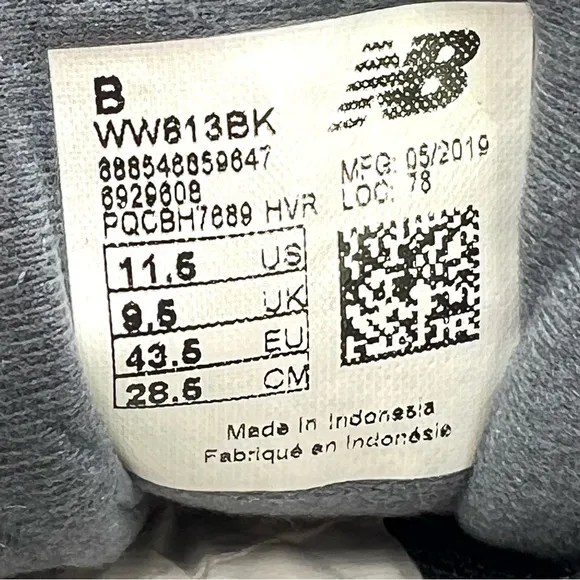 B
WW813BK
888546859647
6929608
PQCBH7689 HVR
NB
MFG: 05/2019
LOC: 78
11.5 US
9.5 UK
43.5 EU
28.5 CM
Made in Indonesia
Fabriqué en Indonésie